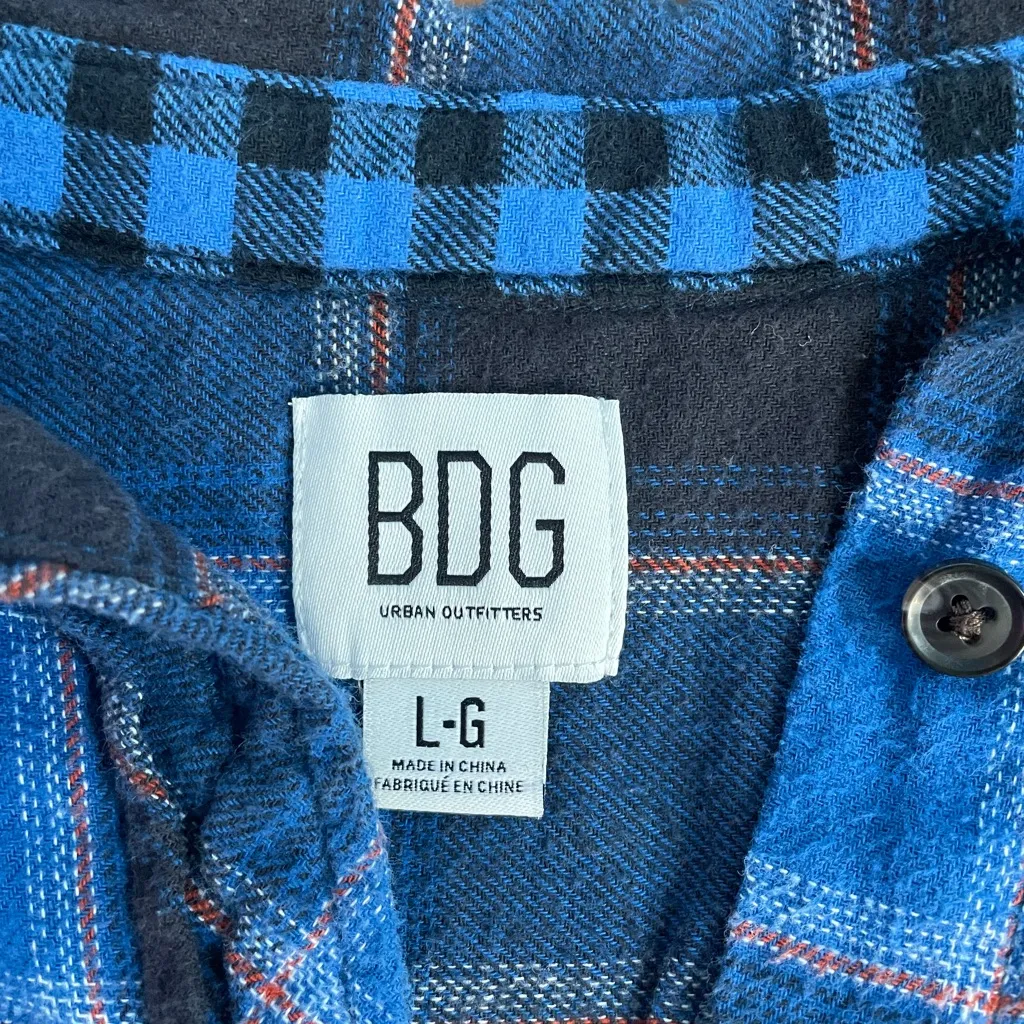 BDG
URBAN OUTFITTERS
L-G
MADE IN CHINA
FABRIQUÉ EN CHINE